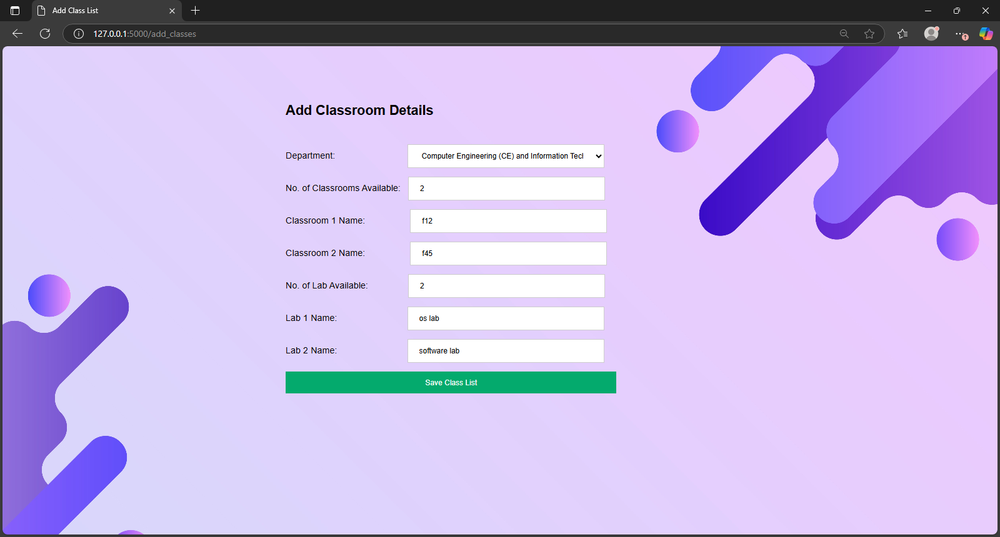 Add Class List
127.0.0.1:5000/add_classes
Add Classroom Details
Department: Computer Engineering (CE) and Information Tecl
No. of Classrooms Available: 2
Classroom 1 Name: f12
Classroom 2 Name: f45
No. of Lab Available: 2
Lab 1 Name: os lab
Lab 2 Name: software lab
Save Class List